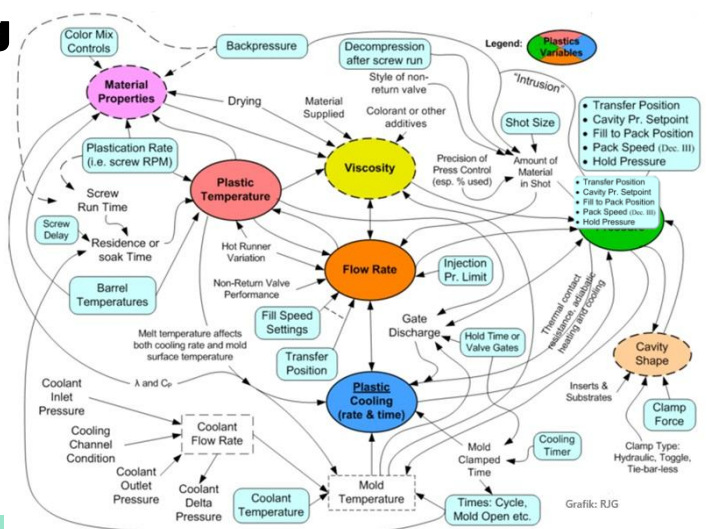 Color Mix
Controls
Backpressure
Decompression
after screw run
Legend:
Plastics
Variables
Style of non-
return valve
"Intrusion"
Material
Properties
Drying
Material
Supplied
Colorant or other
additives
Shot Size
• Transfer Position
• Cavity Pr. Setpoint
• Fill to Pack Position
• Pack Speed (Dec. III)
• Hold Pressure
Plastication Rate
(i.e. screw RPM)
Viscosity
Precision of
Press Control
(esp. % used)
Amount of
Material
in Shot
• Transfer Position
• Cavity Pr. Setpoint
• Fill to Pack Position
• Pack Speed (Dec. III)
• Hold Pressure
Plastic
Temperature
Screw
Run Time
Screw
Delay
Residence or
soak Time
Hot Runner
Variation
Flow Rate
Injection
Pr. Limit
Barrel
Temperatures
Non-Return Valve
Performance
Fill Speed
Settings
Gate
Discharge
Thermal contact
resistance, adiabatic
heating and cooling
Melt temperature affects
both cooling rate and mold
surface temperature
Transfer
Position
Hold Time or
Valve Gates
Cavity
Shape
λ and Cₚ
Plastic
Cooling
(rate & time)
Inserts &
Substrates
Clamp
Force
Coolant
Inlet
Pressure
Coolant
Flow Rate
Cooling
Channel
Condition
Mold
Clamped
Time
Cooling
Timer
Clamp Type:
Hydraulic, Toggle,
Tie-bar-less
Coolant
Outlet
Pressure
Coolant
Delta
Pressure
Coolant
Temperature
Mold
Temperature
Times: Cycle,
Mold Open etc.
Grafik: RJG